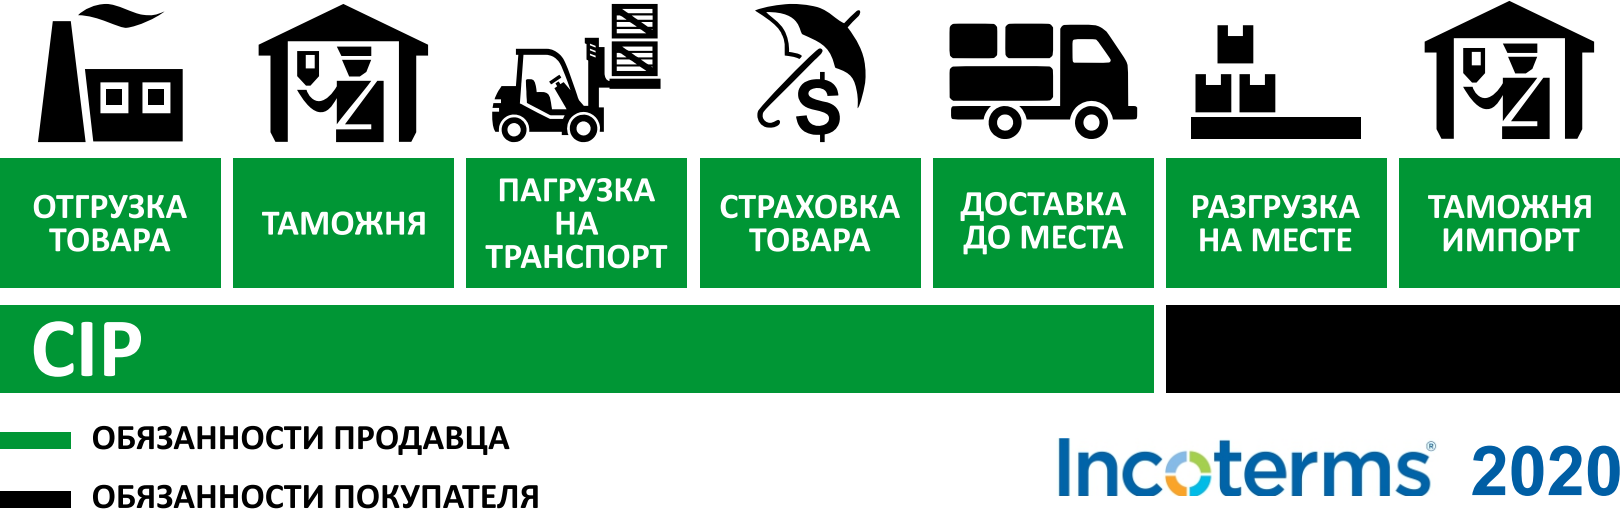 ОТГРУЗКА
ТОВАРА
ТАМОЖНЯ
ПАГРУЗКА
НА
ТРАНСПОРТ
СТРАХОВКА
ТОВАРА
ДОСТАВКА
ДО МЕСТА
РАЗГРУЗКА
НА МЕСТЕ
ТАМОЖНЯ
ИМПОРТ
$
CIP
ОБЯЗАННОСТИ ПРОДАВЦА
ОБЯЗАННОСТИ ПОКУПАТЕЛЯ
Incoterms® 2020